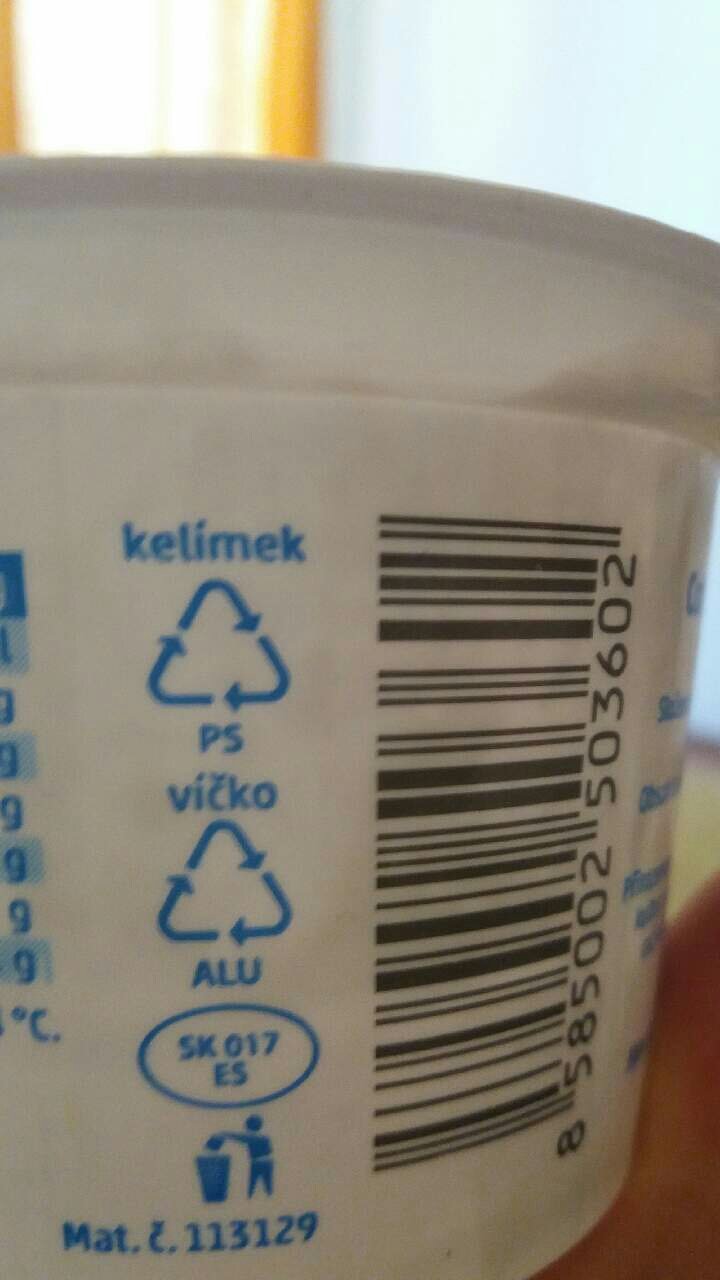 kelímek
PS
víčko
ALU
SK 017
ES
Mat. č. 113129
8 585002 503602
g
g
g
g
g
g
°C.